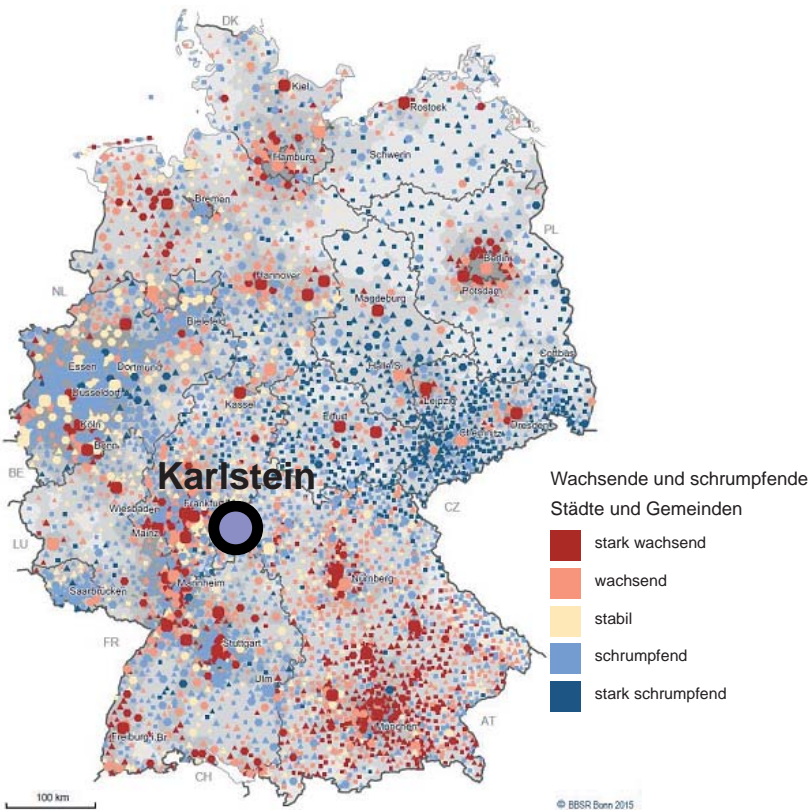 DK
Kiel
Rostock
Hamburg
Schwerin
Bremen
PL
Berlin
Hannover
Potsdam
NL
Magdeburg
Bielefeld
Cottbus
Essen Dortmund
Halle/S.
Düsseldorf
Leipzig
Kassel
Erfurt
Dresden
Köln
Chemnitz
Bonn
BE
Karlstein
Wachsende und schrumpfende
Städte und Gemeinden
Frankfurt
Wiesbaden
CZ
Mainz
stark wachsend
LU
wachsend
Mannheim
Nürnberg
Saarbrücken
stabil
FR
Stuttgart
schrumpfend
Ulm
stark schrumpfend
AT
München
Freiburg i.Br.
CH
100 km
© BBSR Bonn 2015